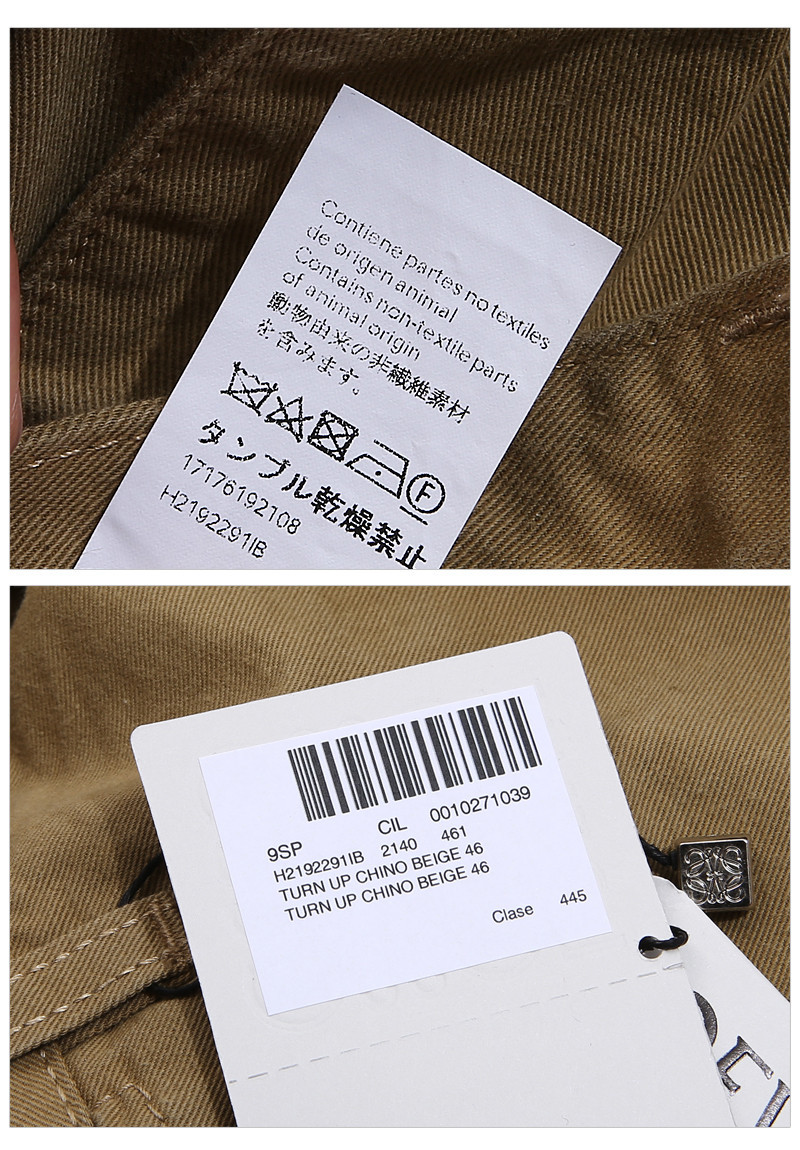 Contiene partes no textiles
de origen animal
Contains non-textile parts
of animal origin
動物由来の非繊維素材
を含みます。
F
タンブル乾燥禁止
17176192108
H2192291IB
9SP CIL 0010271039
H2192291IB 2140 461
TURN UP CHINO BEIGE 46
TURN UP CHINO BEIGE 46
Clase 445